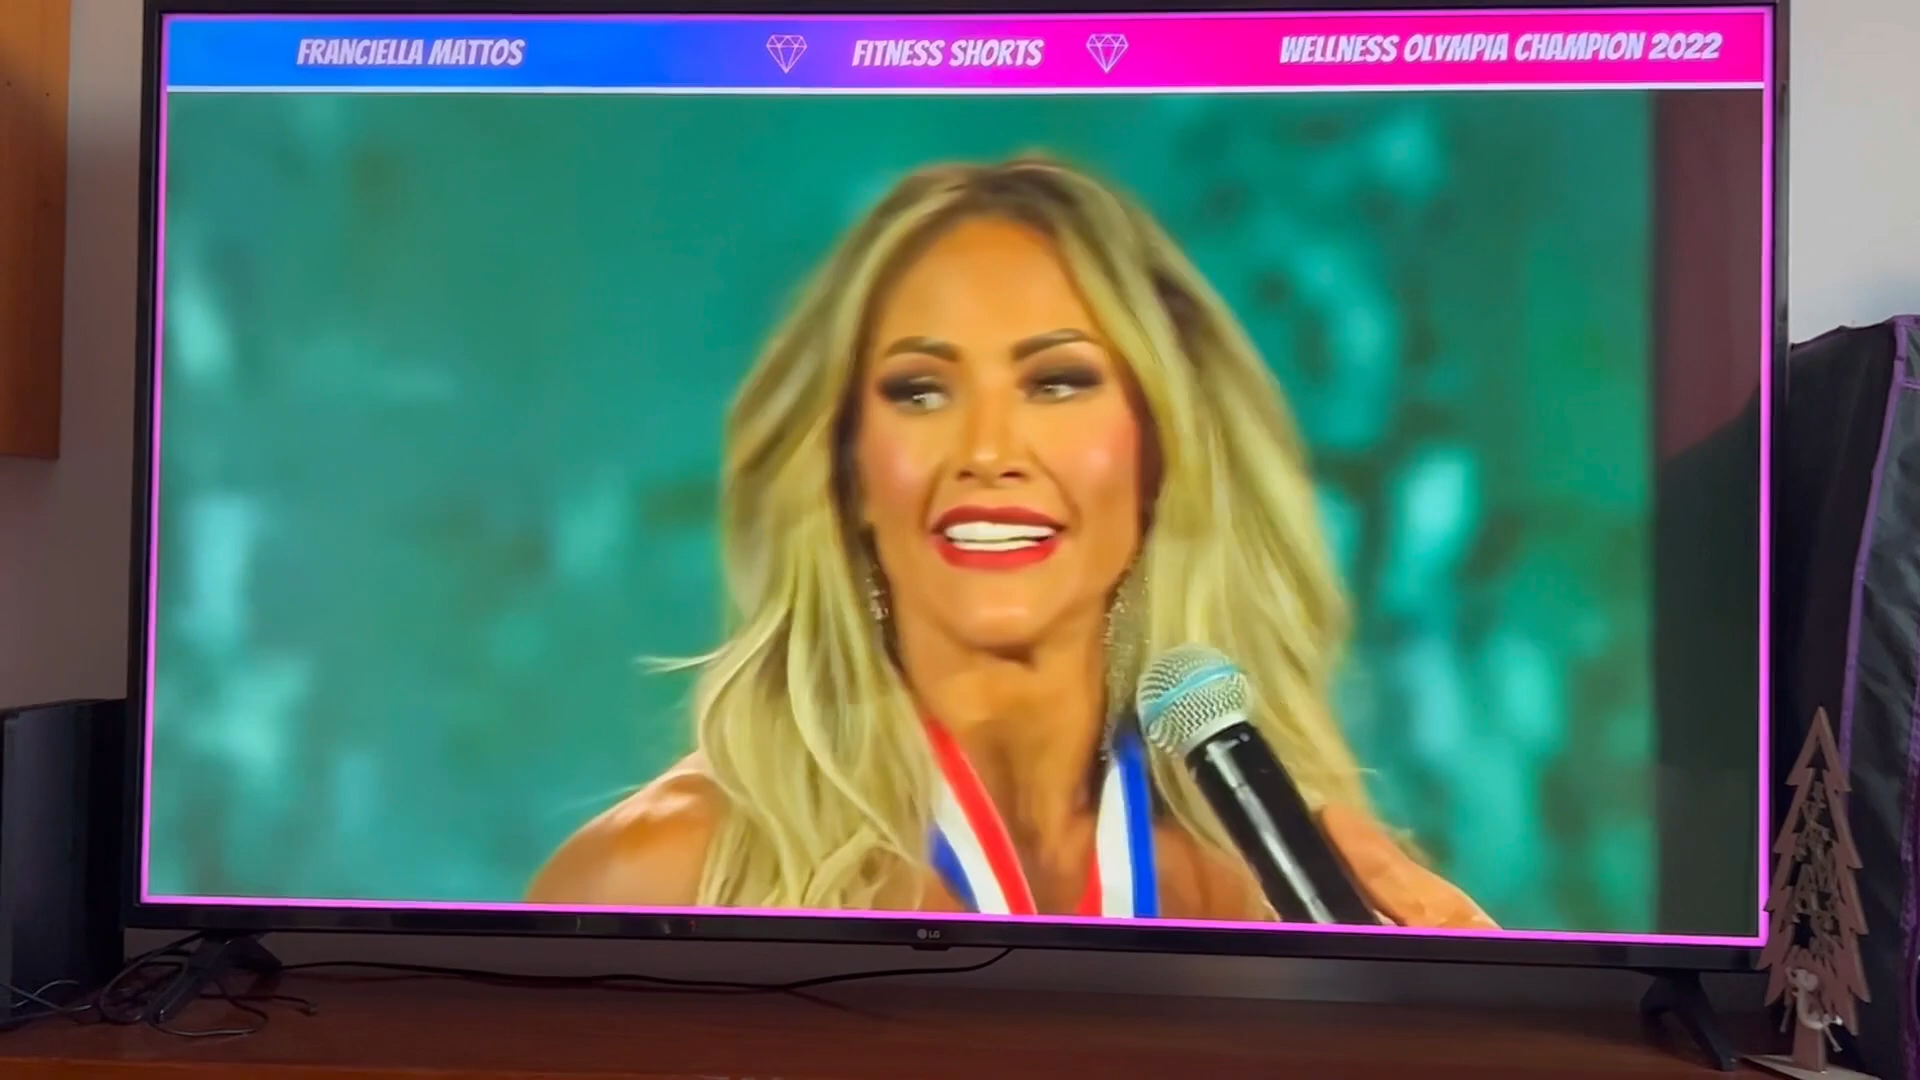 FRANCIELLA MATTOS
FITNESS SHORTS
WELLNESS OLYMPIA CHAMPION 2022
LG